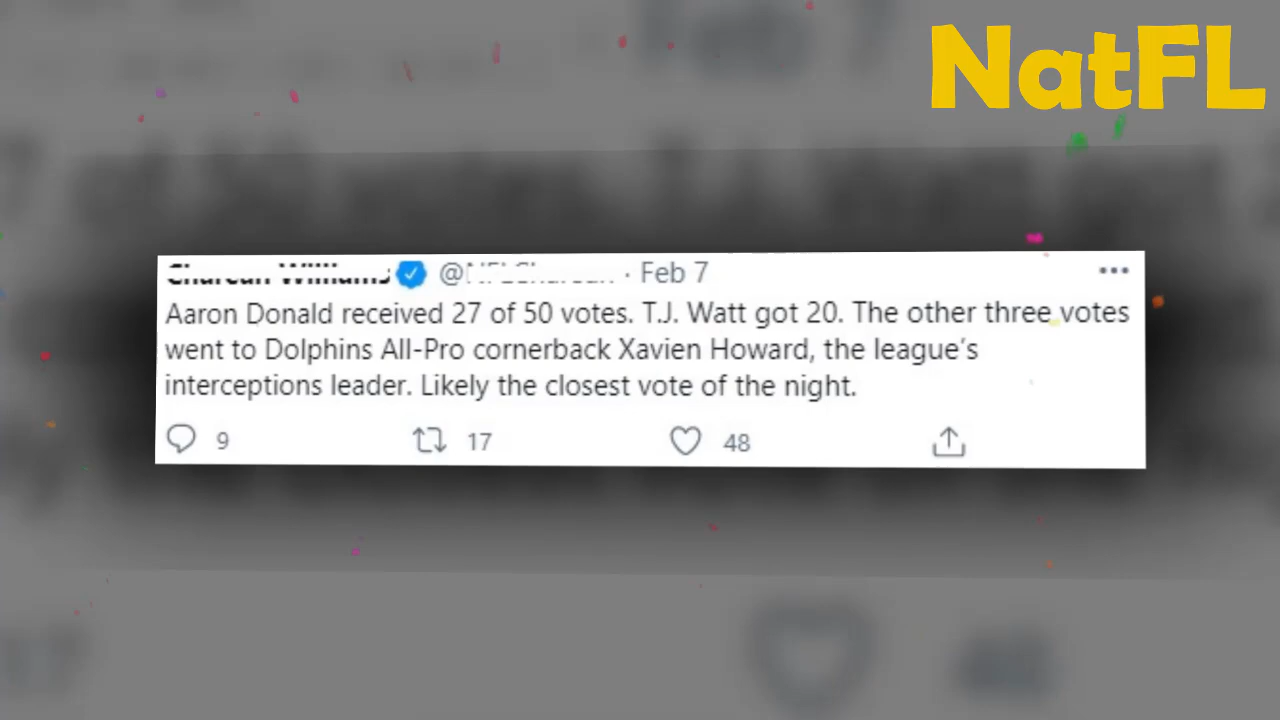 NatFL
· Feb 7
Aaron Donald received 27 of 50 votes. T.J. Watt got 20. The other three votes
went to Dolphins All-Pro cornerback Xavien Howard, the league's
interceptions leader. Likely the closest vote of the night.
9 17 48